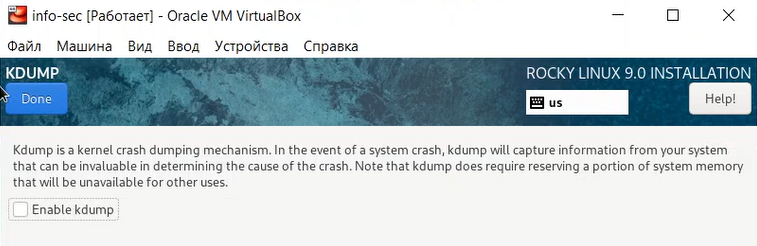 info-sec [Работает] - Oracle VM VirtualBox
Файл Машина Вид Ввод Устройства Справка
KDUMP
ROCKY LINUX 9.0 INSTALLATION
Done
us
Help!
Kdump is a kernel crash dumping mechanism. In the event of a system crash, kdump will capture information from your system
that can be invaluable in determining the cause of the crash. Note that kdump does require reserving a portion of system memory
that will be unavailable for other uses.
Enable kdump